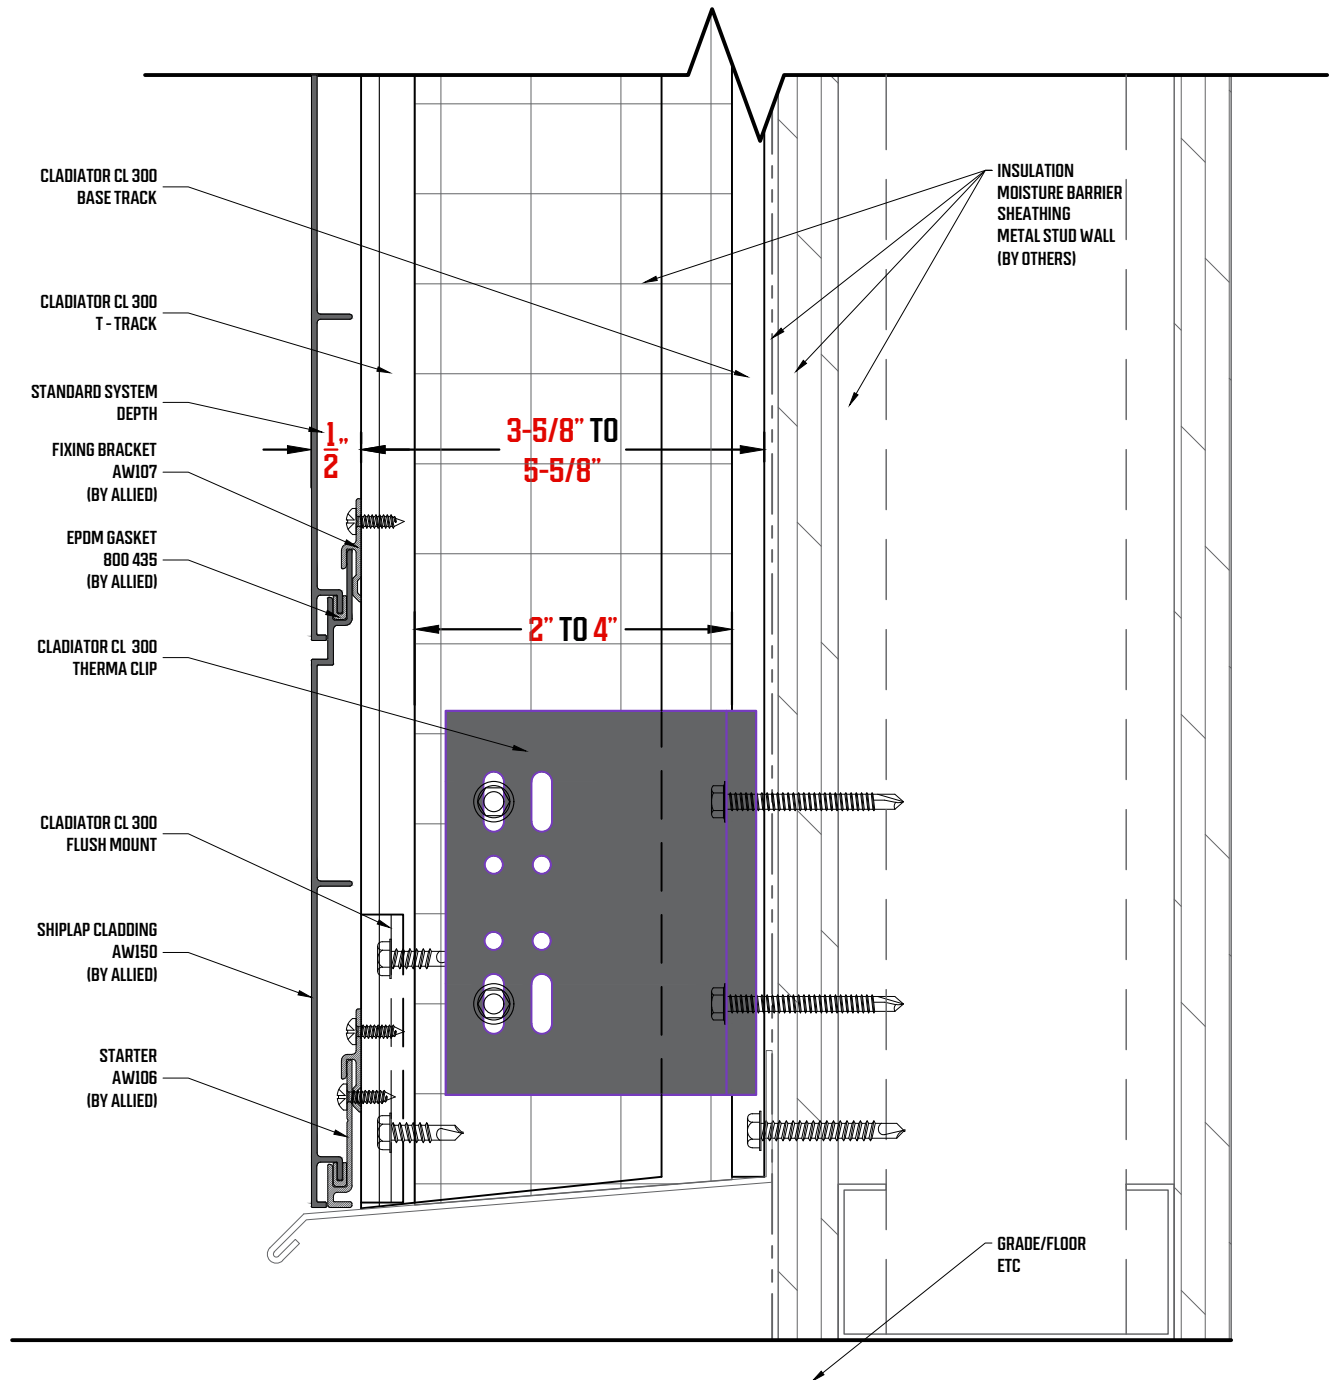 CLADIATOR CL 300
BASE TRACK
CLADIATOR CL 300
T - TRACK
STANDARD SYSTEM
DEPTH
FIXING BRACKET
AW107
(BY ALLIED)
EPDM GASKET
800 435
(BY ALLIED)
CLADIATOR CL 300
THERMA CLIP
CLADIATOR CL 300
FLUSH MOUNT
SHIPLAP CLADDING
AW150
(BY ALLIED)
STARTER
AW106
(BY ALLIED)
1/2"
3-5/8” TO
5-5/8”
2” TO 4”
INSULATION
MOISTURE BARRIER
SHEATHING
METAL STUD WALL
(BY OTHERS)
GRADE/FLOOR
ETC